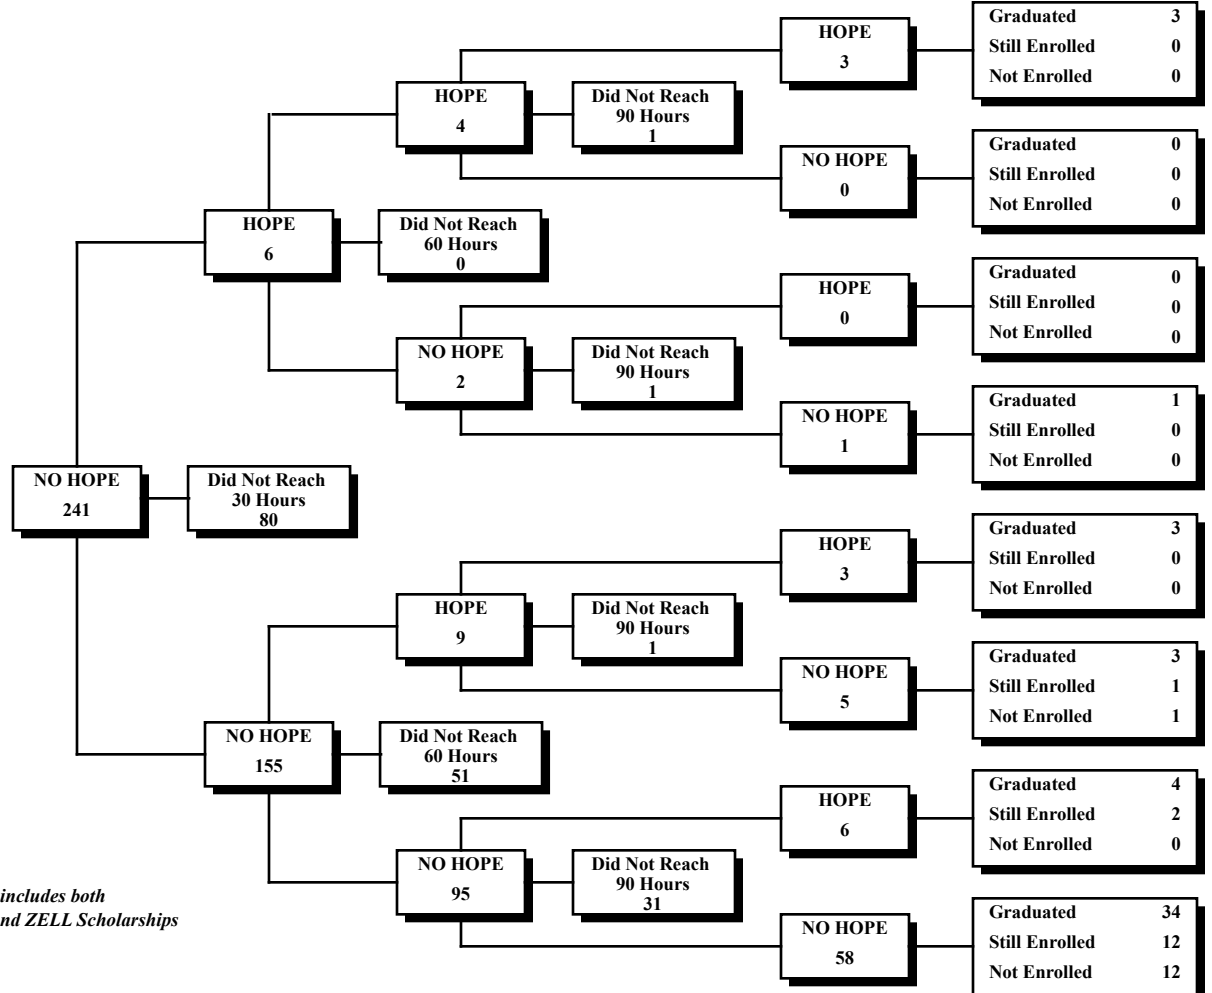 HOPE
3
Graduated 3
Still Enrolled 0
Not Enrolled 0
HOPE
4
Did Not Reach
90 Hours
1
NO HOPE
0
Graduated 0
Still Enrolled 0
Not Enrolled 0
HOPE
6
Did Not Reach
60 Hours
0
HOPE
0
Graduated 0
Still Enrolled 0
Not Enrolled 0
NO HOPE
2
Did Not Reach
90 Hours
1
NO HOPE
1
Graduated 1
Still Enrolled 0
Not Enrolled 0
NO HOPE
241
Did Not Reach
30 Hours
80
HOPE
3
Graduated 3
Still Enrolled 0
Not Enrolled 0
HOPE
9
Did Not Reach
90 Hours
1
NO HOPE
5
Graduated 3
Still Enrolled 1
Not Enrolled 1
NO HOPE
155
Did Not Reach
60 Hours
51
HOPE
6
Graduated 4
Still Enrolled 2
Not Enrolled 0
NO HOPE
95
Did Not Reach
90 Hours
31
NO HOPE
58
Graduated 34
Still Enrolled 12
Not Enrolled 12
includes both
nd ZELL Scholarships